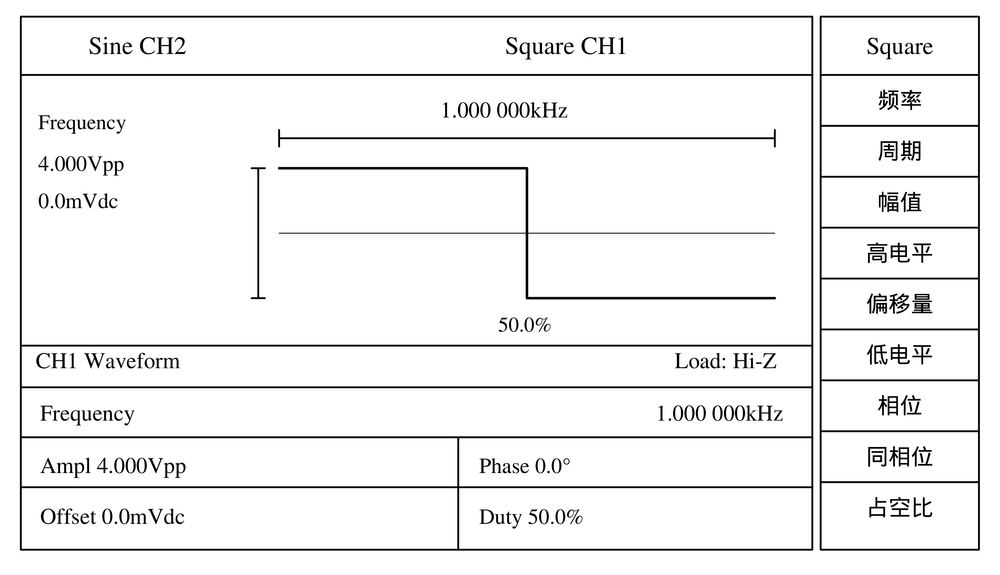 Sine CH2
Square CH1
Frequency
4.000Vpp
0.0mVdc
1.000 000kHz
50.0%
CH1 Waveform
Load: Hi-Z
Frequency
1.000 000kHz
Ampl 4.000Vpp
Phase 0.0°
Offset 0.0mVdc
Duty 50.0%
Square
频率
周期
幅值
高电平
偏移量
低电平
相位
同相位
占空比